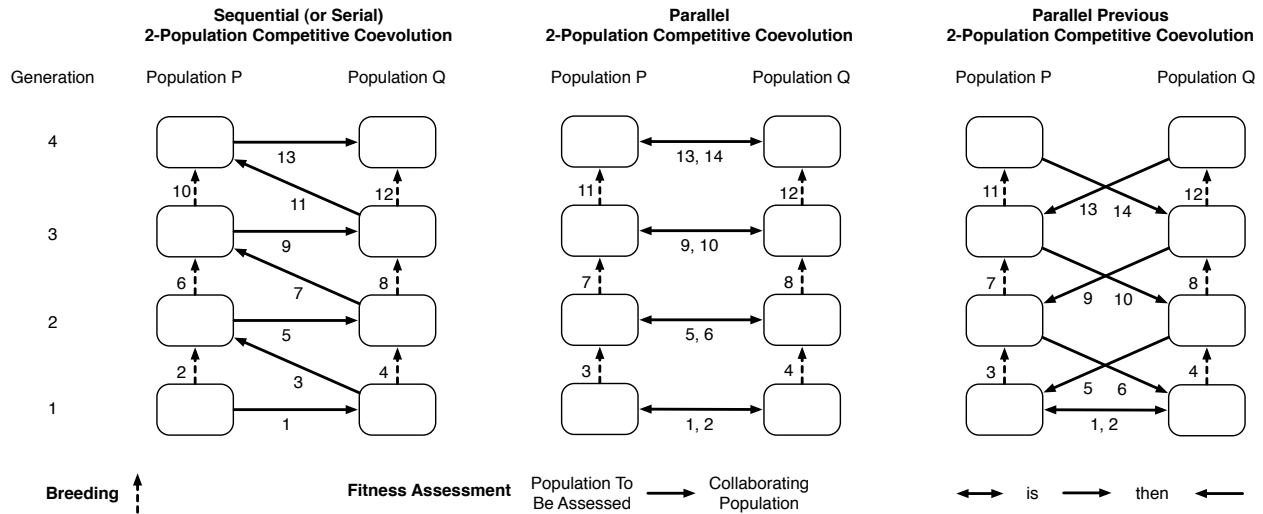 Sequential (or Serial)
2-Population Competitive Coevolution
Parallel
2-Population Competitive Coevolution
Parallel Previous
2-Population Competitive Coevolution
Generation
Population P
Population Q
Population P
Population Q
Population P
Population Q
4
13
13, 14
10
11
12
11
12
11
13
14
12
3
9
9, 10
6
7
8
7
8
7
9
10
8
2
5
5, 6
2
3
4
3
4
3
5
6
4
1
1
1, 2
1, 2
Breeding
Fitness Assessment
Population To
Be Assessed
Collaborating
Population
is
then